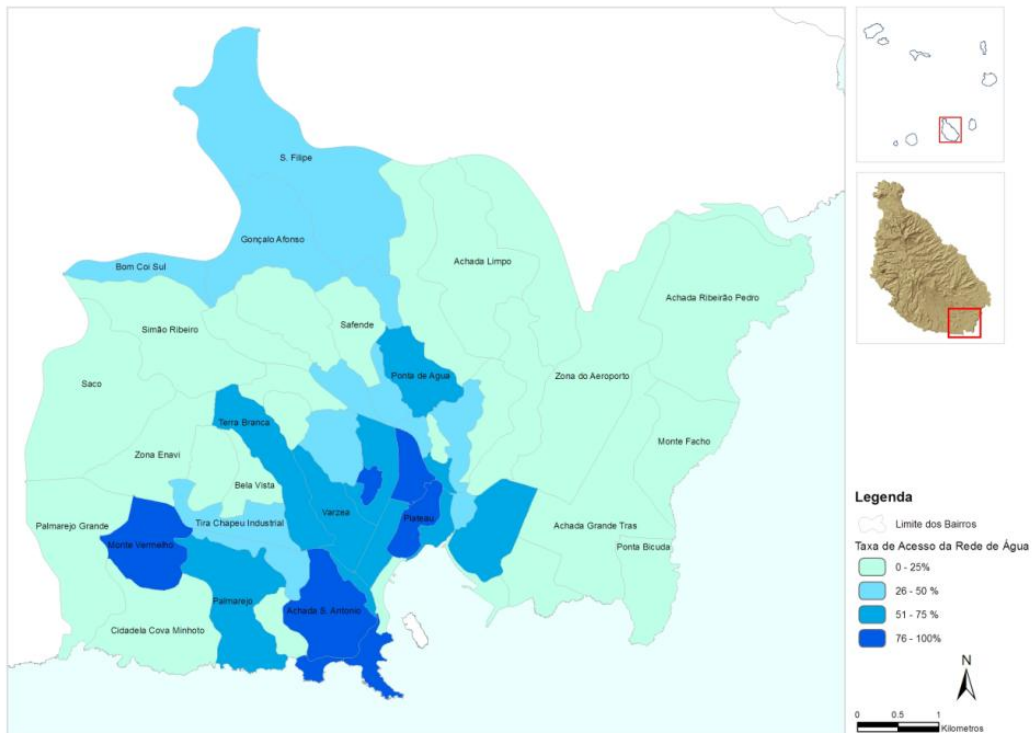 S. Filipe
Gonçalo Afonso
Bom Coi Sul
Achada Limpo
Achada Ribeirão Pedro
Simão Ribeiro
Safende
Saco
Ponta de Agua
Zona do Aeroporto
Terra Branca
Monte Facho
Zona Enavi
Bela Vista
Varzea
Plateau
Palmarejo Grande
Tira Chapeu Industrial
Achada Grande Tras
Monte Vermelho
Ponta Bicuda
Palmarejo
Achada S. Antonio
Cidadela Cova Minhoto
Legenda
Limite dos Bairros
Taxa de Acesso da Rede de Água
0 - 25%
26 - 50 %
51 - 75 %
76 - 100%
N
0 0.5 1
Kilometros